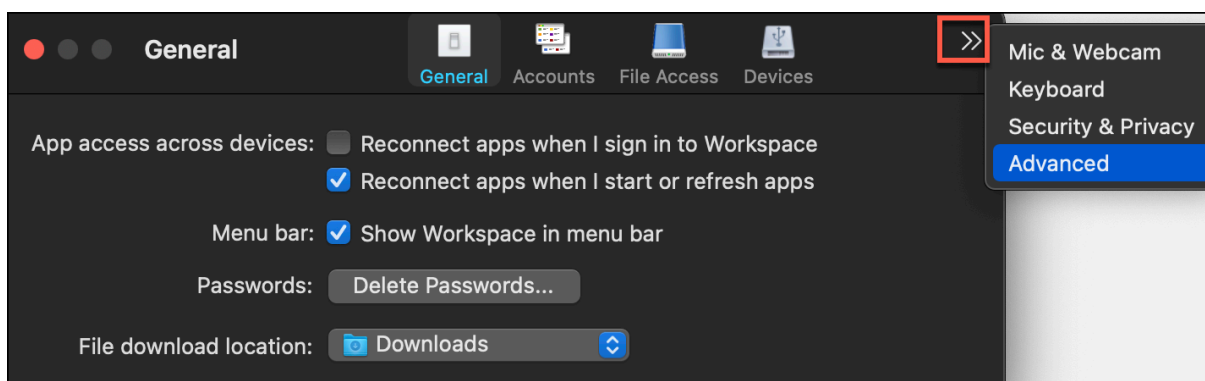 General
General Accounts File Access Devices
Mic & Webcam
Keyboard
Security & Privacy
Advanced
App access across devices: Reconnect apps when I sign in to Workspace
Reconnect apps when I start or refresh apps
Menu bar: Show Workspace in menu bar
Passwords: Delete Passwords...
File download location: Downloads